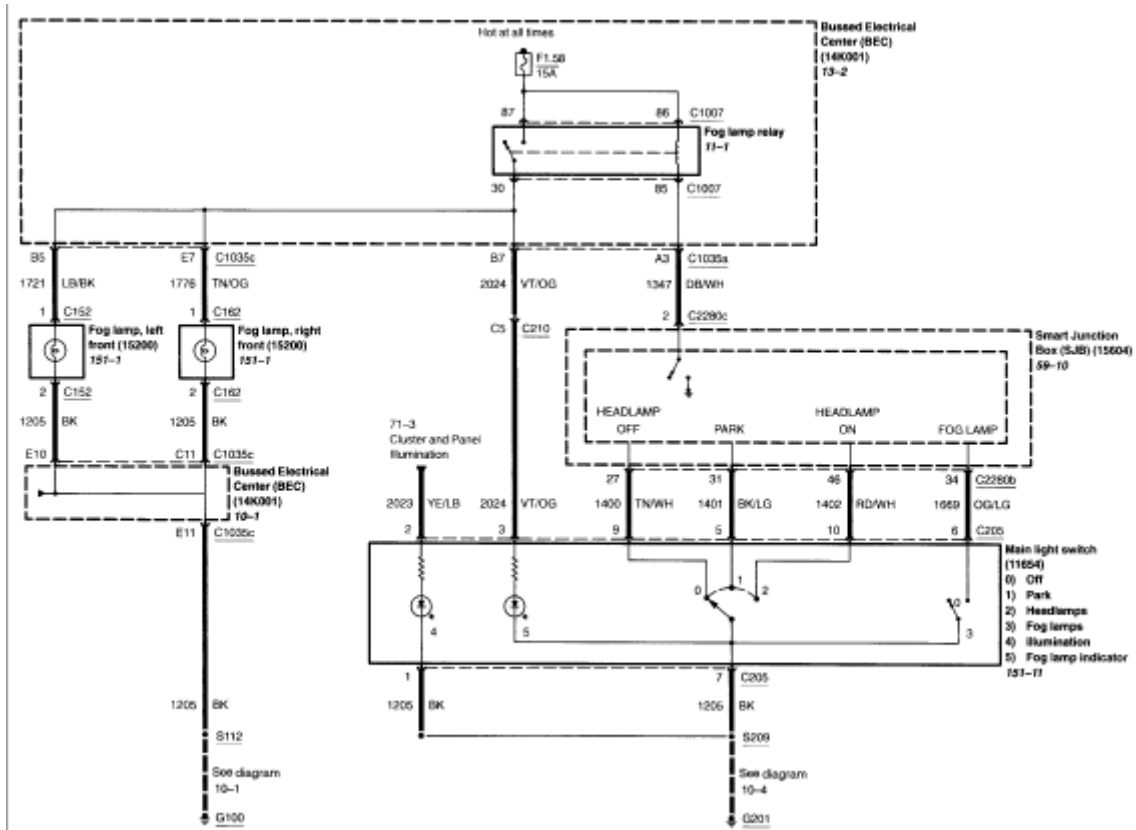 Hot at all times
Bussed Electrical
Center (BEC)
(14K001)
13–2
F1.58
15A
87
86
C1007
Fog lamp relay
11–1
30
85
C1007
B5
E7
C1035c
B7
A3
C1035a
1721
LB/BK
1776
TN/OG
2024
VT/OG
1347
DB/WH
1
C152
1
C162
C5
C210
2
C2280c
Fog lamp, left
front (15200)
151–1
Fog lamp, right
front (15200)
151–1
Smart Junction
Box (SJB) (15604)
59–10
2
C152
2
C162
HEADLAMP
OFF
PARK
HEADLAMP
ON
FOG LAMP
1205
BK
1205
BK
71–3
Cluster and Panel
Illumination
E10
C11
C1035c
Bussed Electrical
Center (BEC)
(14K001)
10–1
27
31
46
34
C2280b
2023
YE/LB
2024
VT/OG
1400
TN/WH
1401
BK/LG
1402
RD/WH
1669
OG/LG
E11
C1035c
2
3
9
5
10
6
C205
Main light switch
(11654)
0) Off
1) Park
2) Headlamps
3) Fog lamps
4) Illumination
5) Fog lamp indicator
151–11
0
1
2
0
4
5
3
1
7
C205
1205
BK
1205
BK
1205
BK
S112
S209
See diagram
10–1
See diagram
10–4
G100
G201